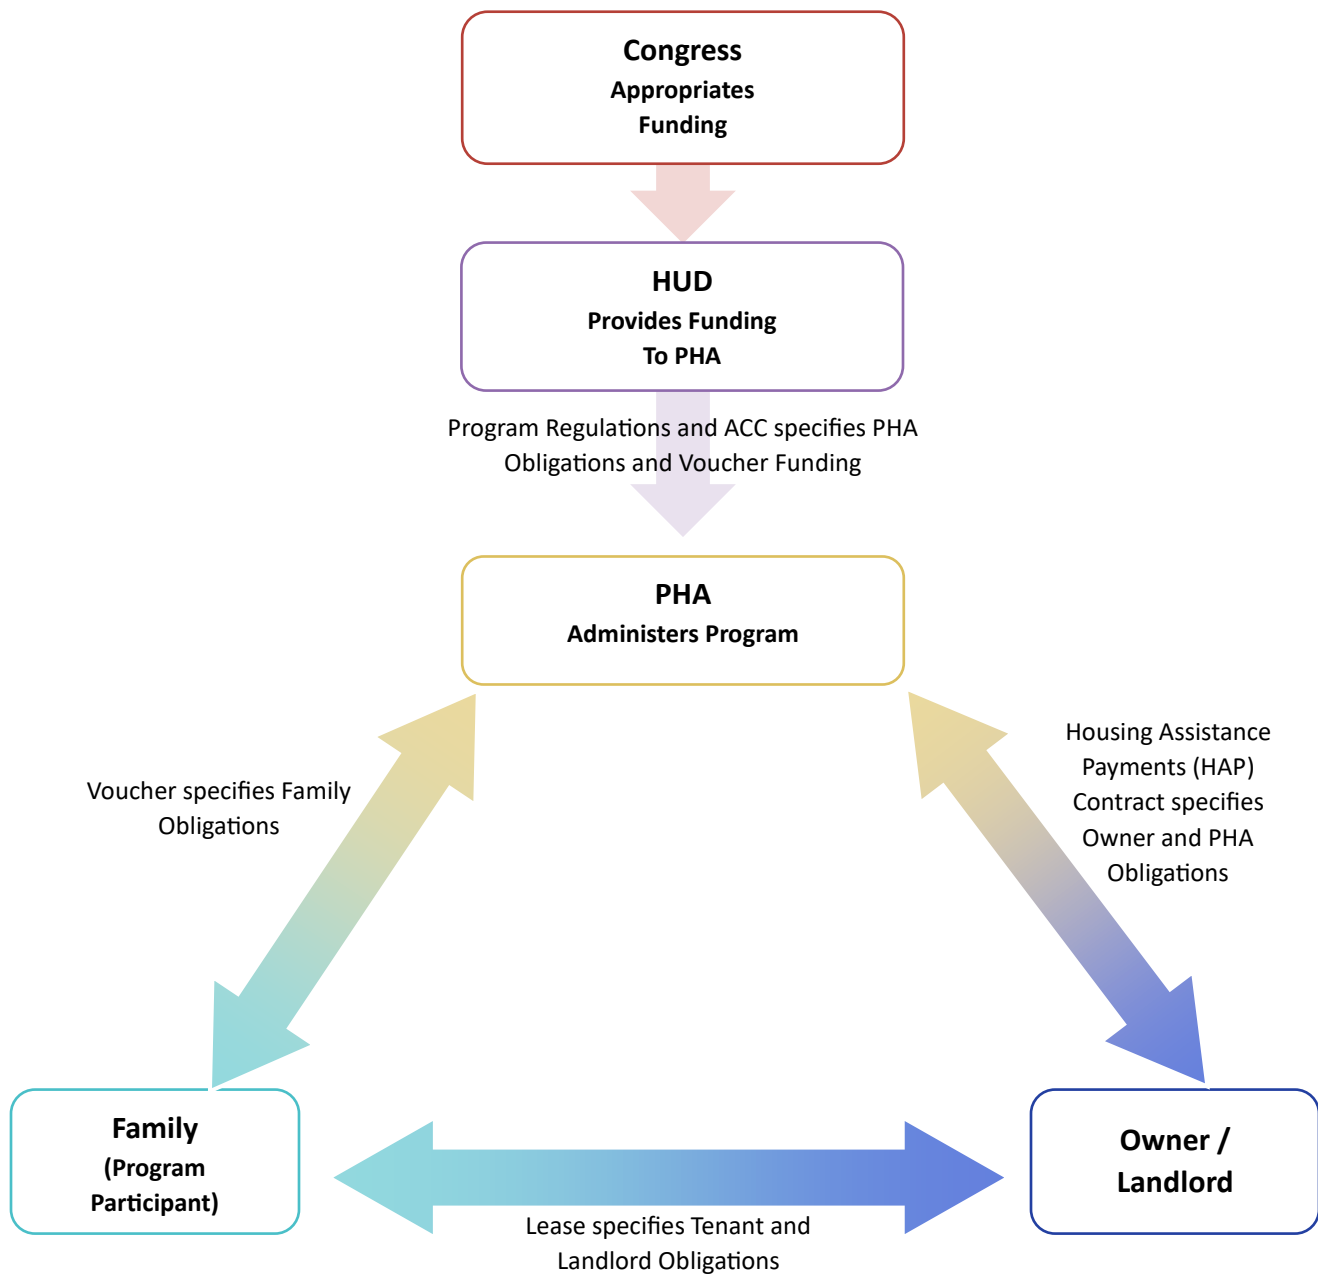 Congress
Appropriates
Funding
HUD
Provides Funding
To PHA
Program Regulations and ACC specifies PHA
Obligations and Voucher Funding
PHA
Administers Program
Voucher specifies Family
Obligations
Housing Assistance
Payments (HAP)
Contract specifies
Owner and PHA
Obligations
Family
(Program
Participant)
Owner /
Landlord
Lease specifies Tenant and
Landlord Obligations